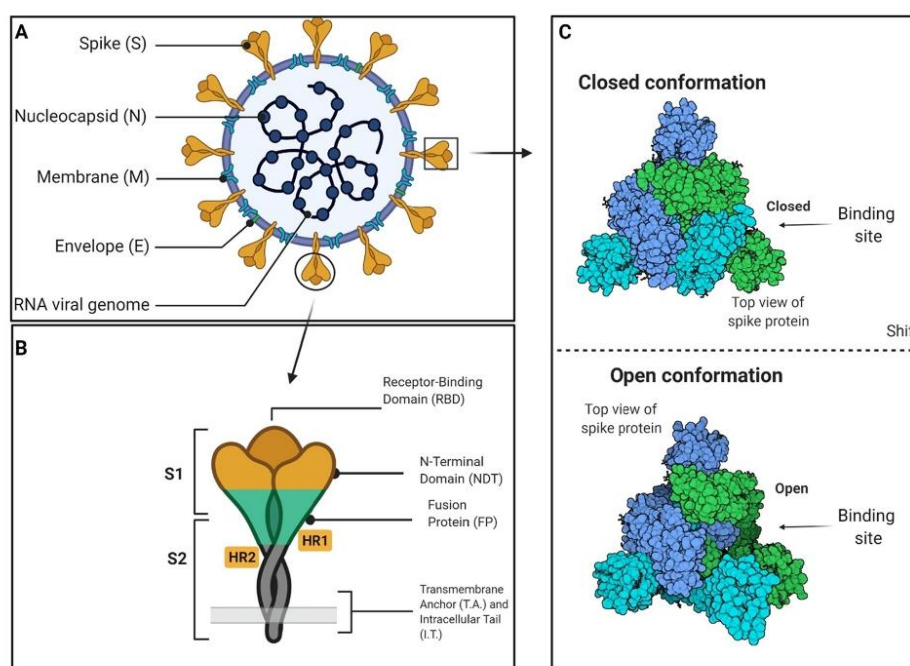 A
Spike (S)
Nucleocapsid (N)
Membrane (M)
Envelope (E)
RNA viral genome
B
Receptor-Binding
Domain (RBD)
S1
N-Terminal
Domain (NDT)
Fusion
Protein (FP)
HR1
HR2
S2
Transmembrane
Anchor (T.A.) and
Intracellular Tail
(I.T.)
C
Closed conformation
Closed
Binding
site
Top view of
spike protein
Shif
Open conformation
Top view of
spike protein
Open
Binding
site